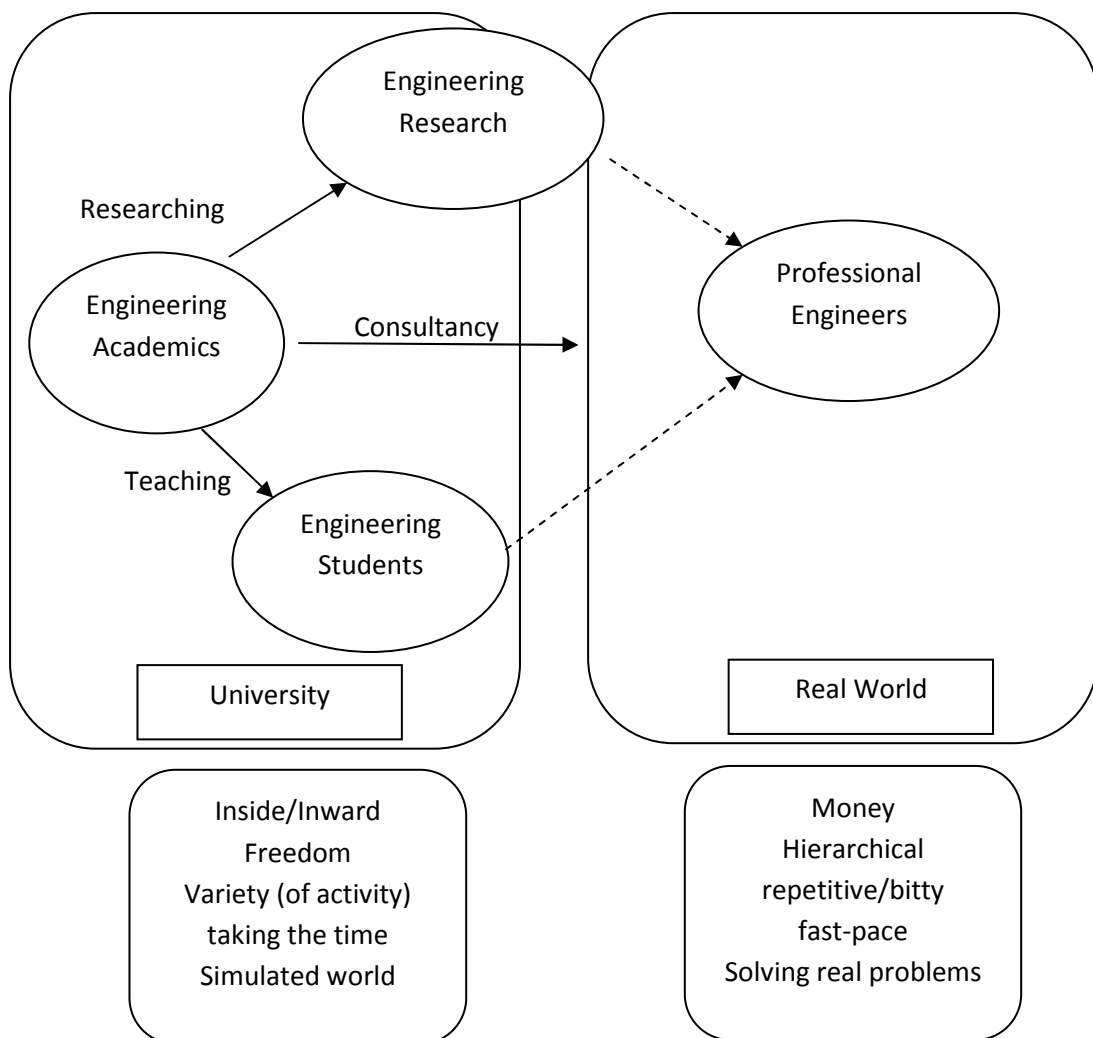 Engineering
Research
Researching
Engineering
Academics
Consultancy
Professional
Engineers
Teaching
Engineering
Students
University
Real World
Inside/Inward
Freedom
Variety (of activity)
taking the time
Simulated world
Money
Hierarchical
repetitive/bitty
fast-pace
Solving real problems